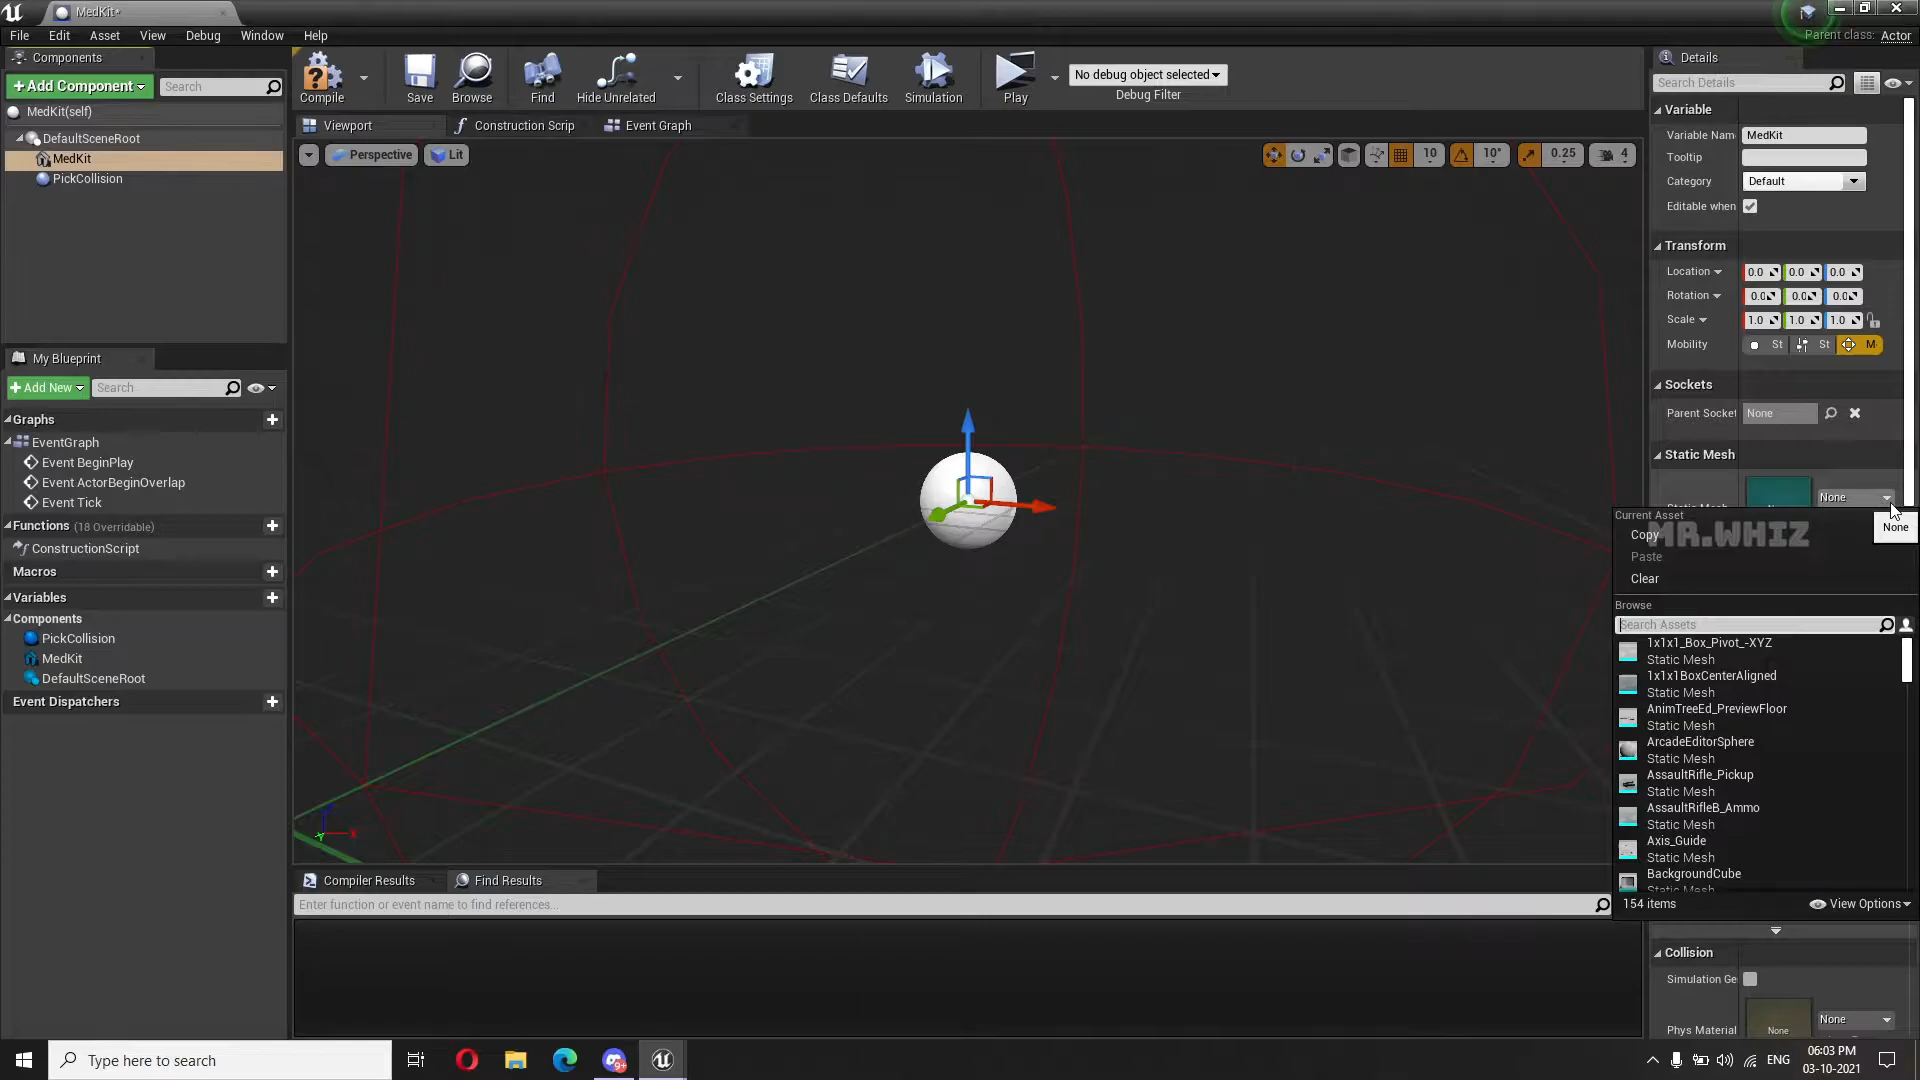 MedKit*
File Edit Asset View Debug Window Help
Parent class: Actor
Components
+Add Component
Search
MedKit(self)
DefaultSceneRoot
MedKit
PickCollision
Compile
Save
Browse
Find
Hide Unrelated
Class Settings
Class Defaults
Simulation
Play
No debug object selected
Debug Filter
Viewport
Construction Scrip
Event Graph
Perspective
Lit
10
10°
0.25
4
My Blueprint
+Add New
Search
Graphs
EventGraph
Event BeginPlay
Event ActorBeginOverlap
Event Tick
Functions (18 Overridable)
ConstructionScript
Macros
Variables
Components
PickCollision
MedKit
DefaultSceneRoot
Event Dispatchers
Compiler Results
Find Results
Enter function or event name to find references...
Details
Search Details
Variable
Variable Nam MedKit
Tooltip
Category Default
Editable when
Transform
Location 0.0 0.0 0.0
Rotation 0.0 0.0 0.0
Scale 1.0 1.0 1.0
Mobility St St M
Sockets
Parent Socket None
Static Mesh
None
None
Current Asset
Copy
MR.WHIZ
Paste
Clear
Browse
Search Assets
1x1x1_Box_Pivot_-XYZ
Static Mesh
1x1x1BoxCenterAligned
Static Mesh
AnimTreeEd_PreviewFloor
Static Mesh
ArcadeEditorSphere
Static Mesh
AssaultRifle_Pickup
Static Mesh
AssaultRifleB_Ammo
Static Mesh
Axis_Guide
Static Mesh
BackgroundCube
Static Mesh
154 items
View Options
Collision
Simulation Ge
Phys Material None
None
Type here to search
9+
ENG
06:03 PM
03-10-2021